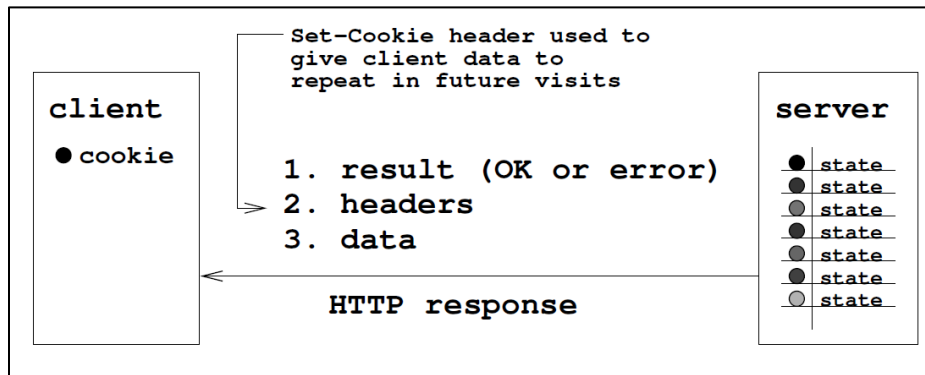 Set-Cookie header used to
give client data to
repeat in future visits
client
cookie
1. result (OK or error)
2. headers
3. data
HTTP response
server
state
state
state
state
state
state
state